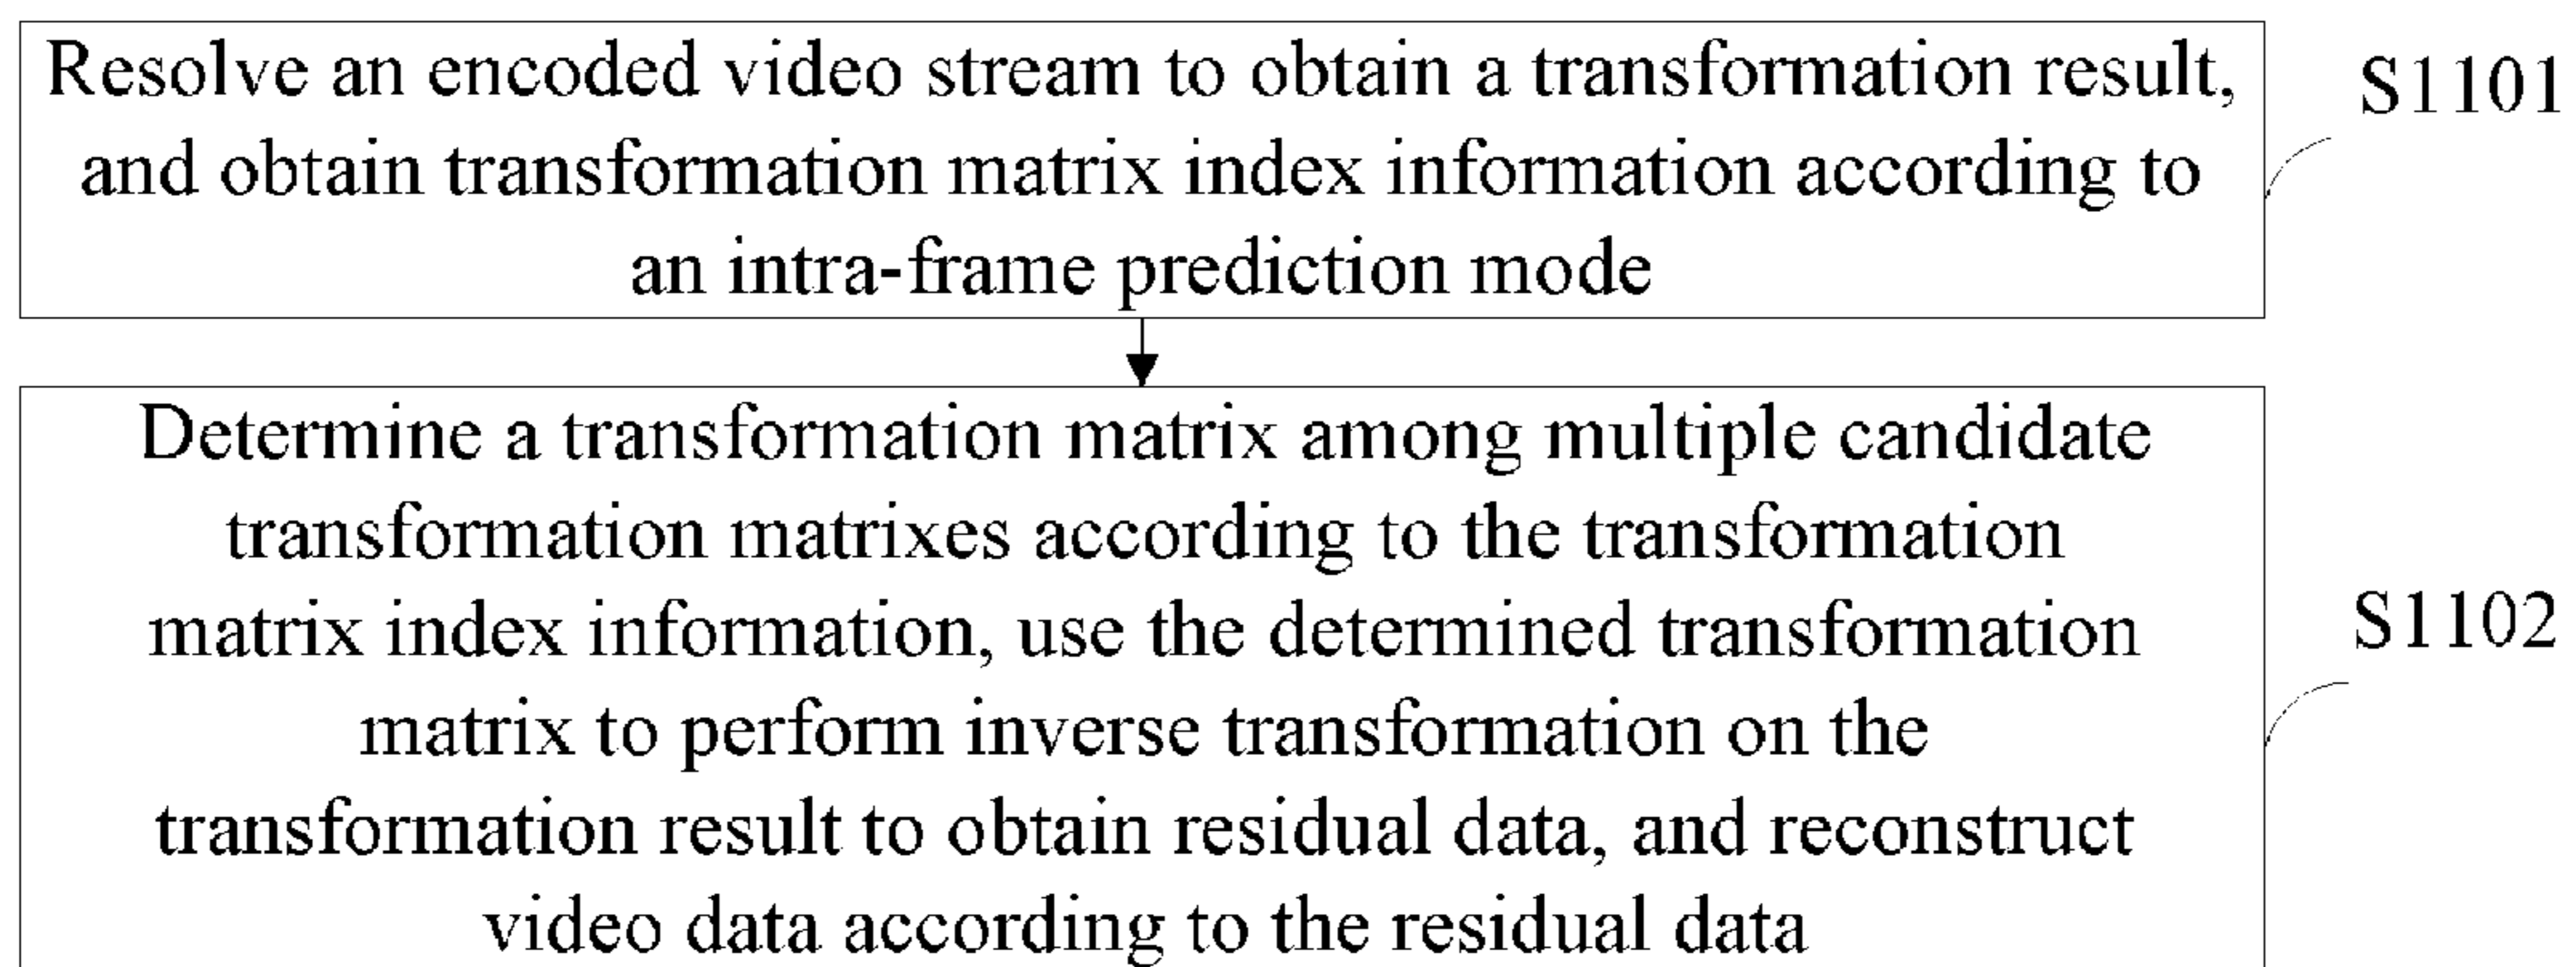 Resolve an encoded video stream to obtain a transformation result,
and obtain transformation matrix index information according to
an intra-frame prediction mode
S1101
Determine a transformation matrix among multiple candidate
transformation matrixes according to the transformation
matrix index information, use the determined transformation
matrix to perform inverse transformation on the
transformation result to obtain residual data, and reconstruct
video data according to the residual data
S1102